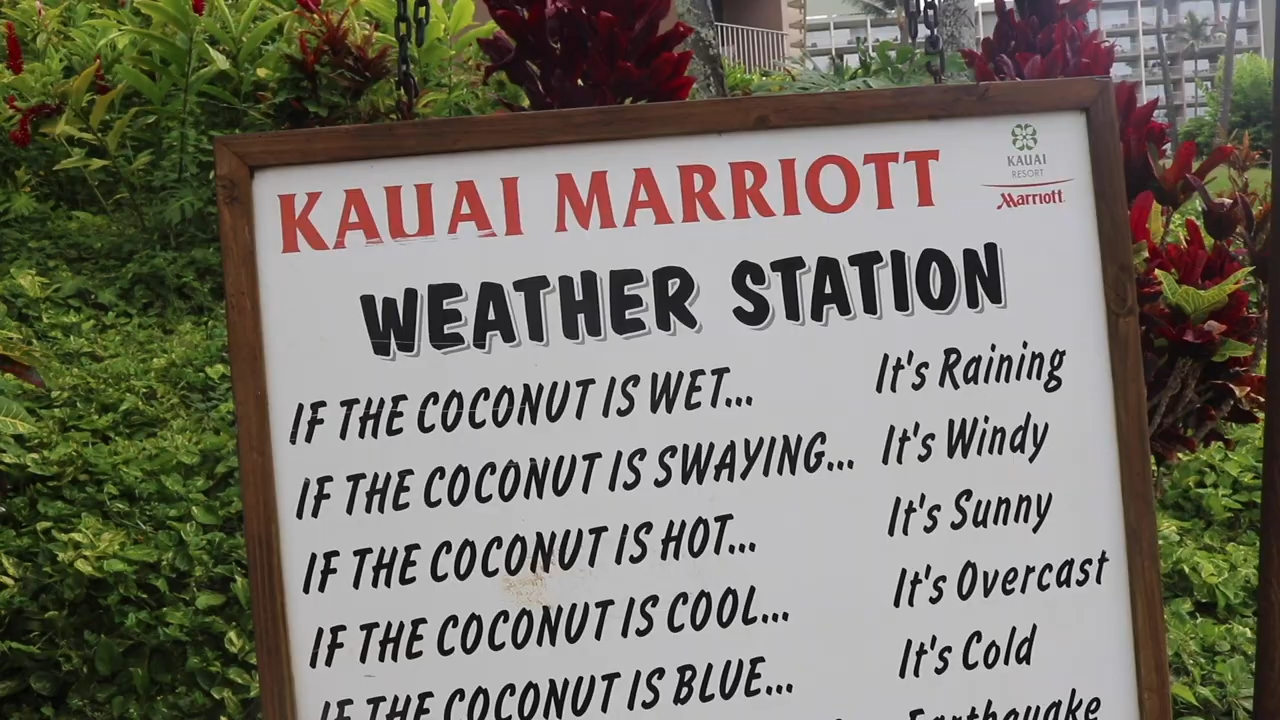 KAUAI MARRIOTT
KAUAI
RESORT
Marriott
WEATHER STATION
IF THE COCONUT IS WET... It's Raining
IF THE COCONUT IS SWAYING... It's Windy
IF THE COCONUT IS HOT... It's Sunny
IF THE COCONUT IS COOL... It's Overcast
IF THE COCONUT IS BLUE... It's Cold
Earthquake